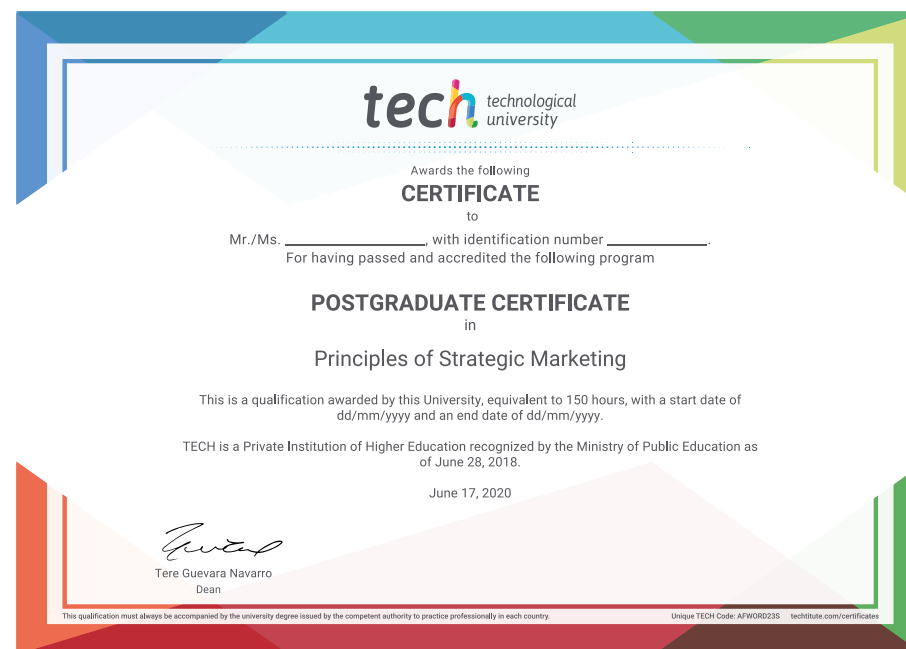 tech technological
university
Awards the following
CERTIFICATE
to
Mr./Ms. ____________________, with identification number ______________.
For having passed and accredited the following program
POSTGRADUATE CERTIFICATE
in
Principles of Strategic Marketing
This is a qualification awarded by this University, equivalent to 150 hours, with a start date of
dd/mm/yyyy and an end date of dd/mm/yyyy.
TECH is a Private Institution of Higher Education recognized by the Ministry of Public Education as
of June 28, 2018.
June 17, 2020
Tere Guevara Navarro
Dean
This qualification must always be accompanied by the university degree issued by the competent authority to practice professionally in each country. Unique TECH Code: AFWORD23S techtitute.com/certificates